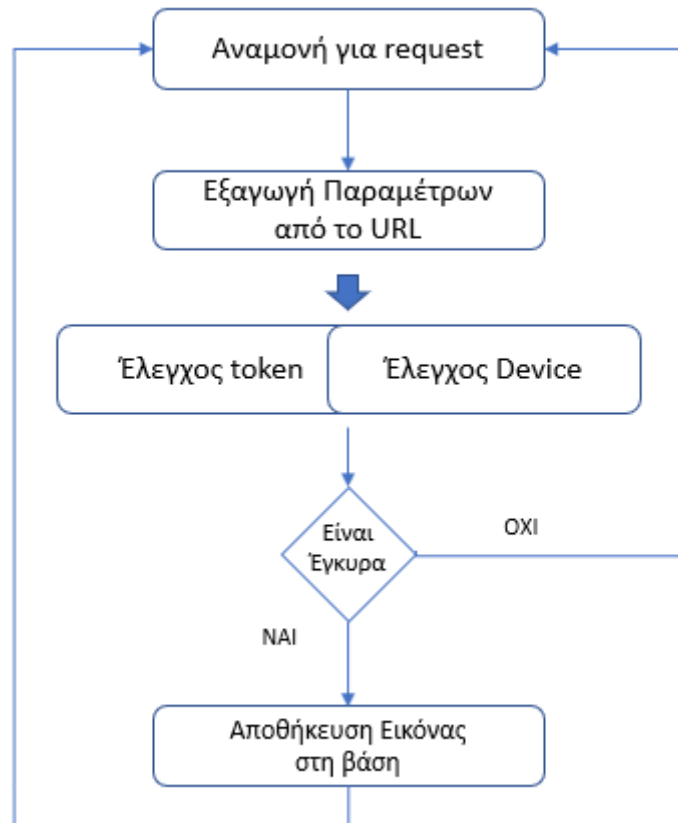 Αναμονή για request
Εξαγωγή Παραμέτρων
από το URL
Έλεγχος token
Έλεγχος Device
Είναι
Έγκυρα
ΟΧΙ
ΝΑΙ
Αποθήκευση Εικόνας
στη βάση